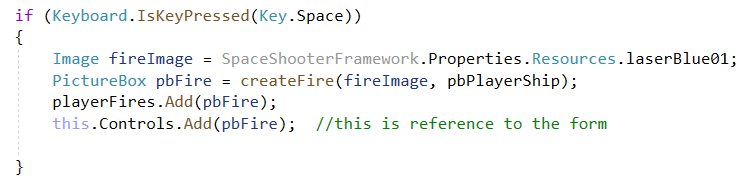 if (Keyboard.IsKeyPressed(Key.Space))
{
Image fireImage = SpaceShooterFramework.Properties.Resources.laserBlue01;
PictureBox pbFire = createFire(fireImage, pbPlayerShip);
playerFires.Add(pbFire);
this.Controls.Add(pbFire);  //this is reference to the form
}